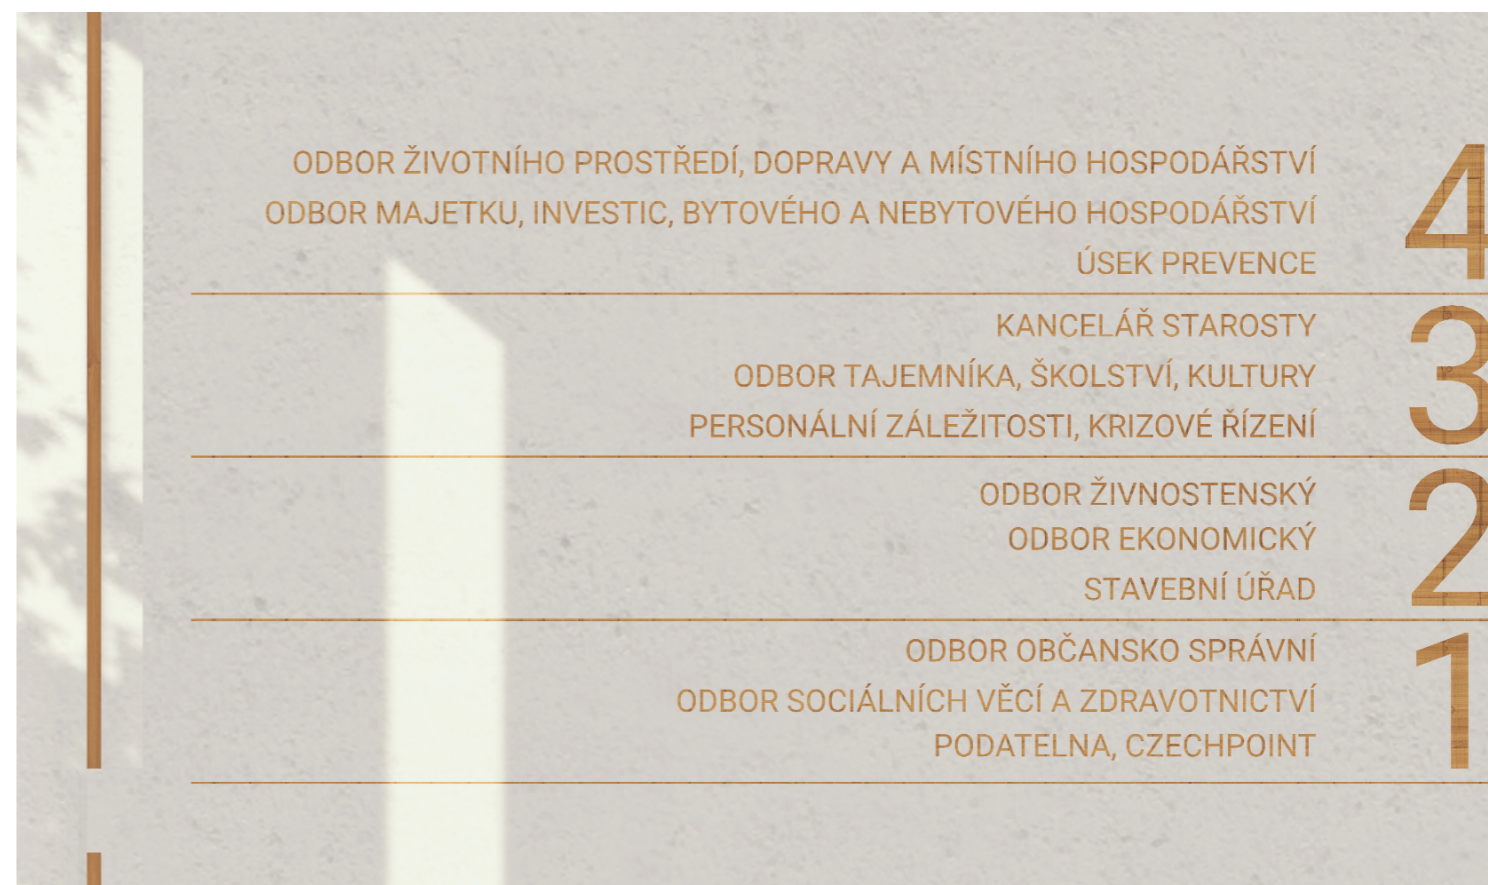 ODBOR ŽIVOTNÍHO PROSTŘEDÍ, DOPRAVY A MÍSTNÍHO HOSPODÁŘSTVÍ
ODBOR MAJETKU, INVESTIC, BYTOVÉHO A NEBYTOVÉHO HOSPODÁŘSTVÍ
ÚSEK PREVENCE
4
KANCELÁŘ STAROSTY
ODBOR TAJEMNÍKA, ŠKOLSTVÍ, KULTURY
PERSONÁLNÍ ZÁLEŽITOSTI, KRIZOVÉ ŘÍZENÍ
3
ODBOR ŽIVNOSTENSKÝ
ODBOR EKONOMICKÝ
STAVEBNÍ ÚŘAD
2
ODBOR OBČANSKO SPRÁVNÍ
ODBOR SOCIÁLNÍCH VĚCÍ A ZDRAVOTNICTVÍ
PODATELNA, CZECHPOINT
1